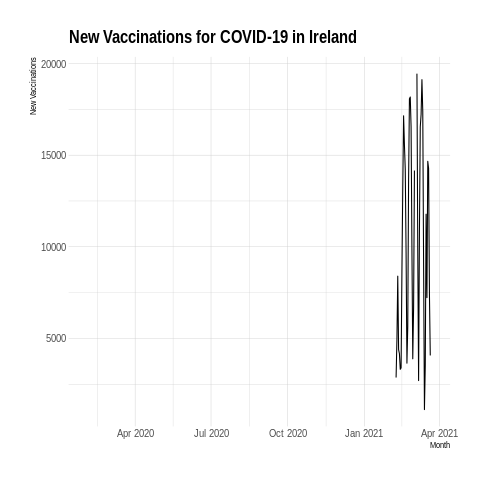 New Vaccinations for COVID-19 in Ireland
New Vaccinations
20000
15000
10000
5000
Apr 2020 Jul 2020 Oct 2020 Jan 2021 Apr 2021
Month